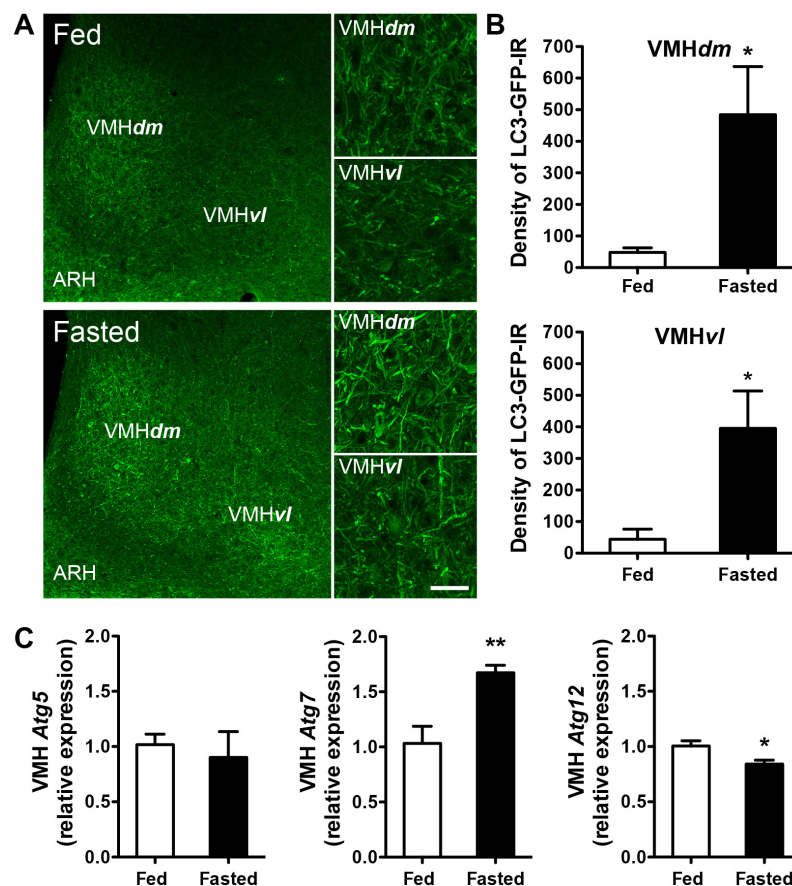 A
Fed
VMHdm
VMHvl
ARH
VMHdm
VMHvl
Fasted
VMHdm
VMHvl
ARH
VMHdm
VMHvl
B
VMHdm
Density of LC3-GFP-IR
700
600
500
400
300
200
100
0
*
Fed
Fasted
VMHvl
Density of LC3-GFP-IR
700
600
500
400
300
200
100
0
*
Fed
Fasted
C
VMH Atg5
(relative expression)
2.0
1.5
1.0
0.5
0.0
Fed
Fasted
VMH Atg7
(relative expression)
2.0
1.5
1.0
0.5
0.0
**
Fed
Fasted
VMH Atg12
(relative expression)
2.0
1.5
1.0
0.5
0.0
*
Fed
Fasted